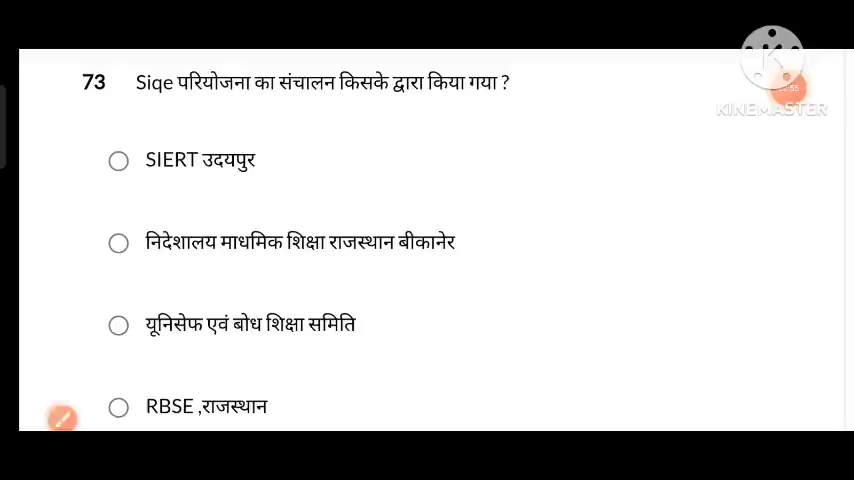 73 Siqe परियोजना का संचालन किसके द्वारा किया गया ?
KINEMASTER
SIERT उदयपुर
निदेशालय माधमिक शिक्षा राजस्थान बीकानेर
यूनिसेफ एवं बोध शिक्षा समिति
RBSE ,राजस्थान